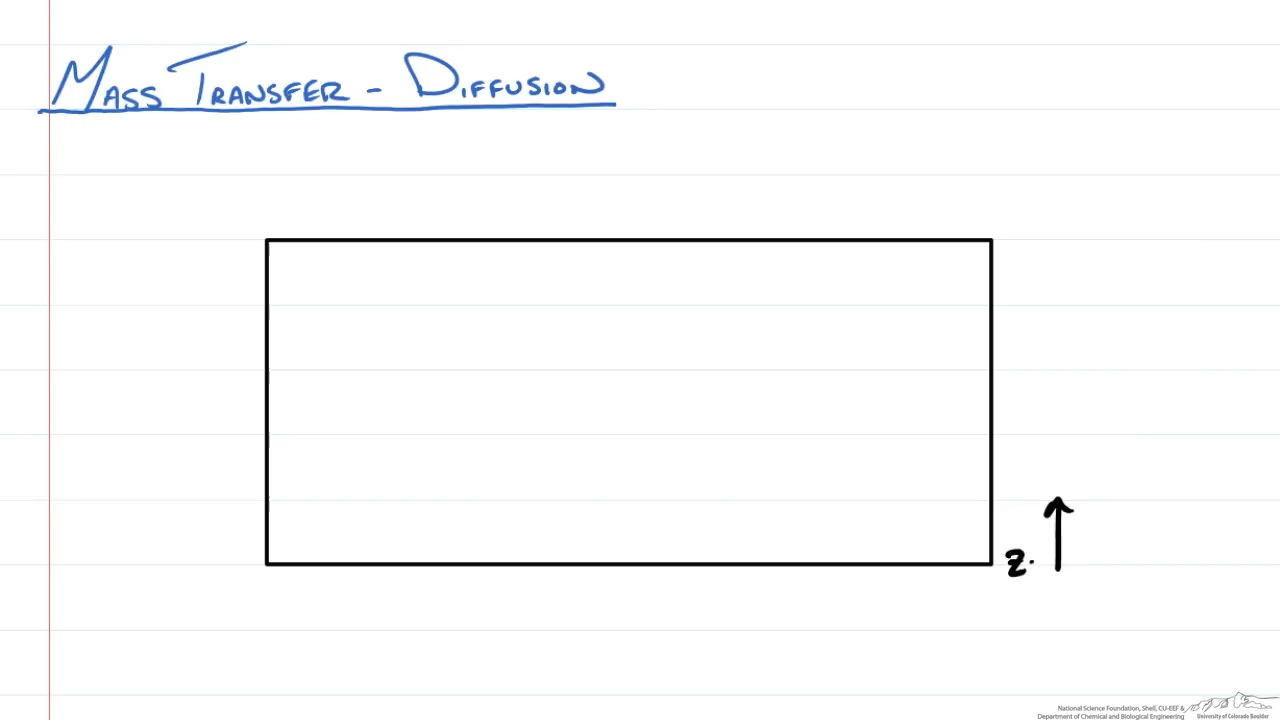 MASS TRANSFER - DIFFUSION
z
National Science Foundation, Shell, CU-EEF &
Department of Chemical and Biological Engineering
University of Colorado Boulder